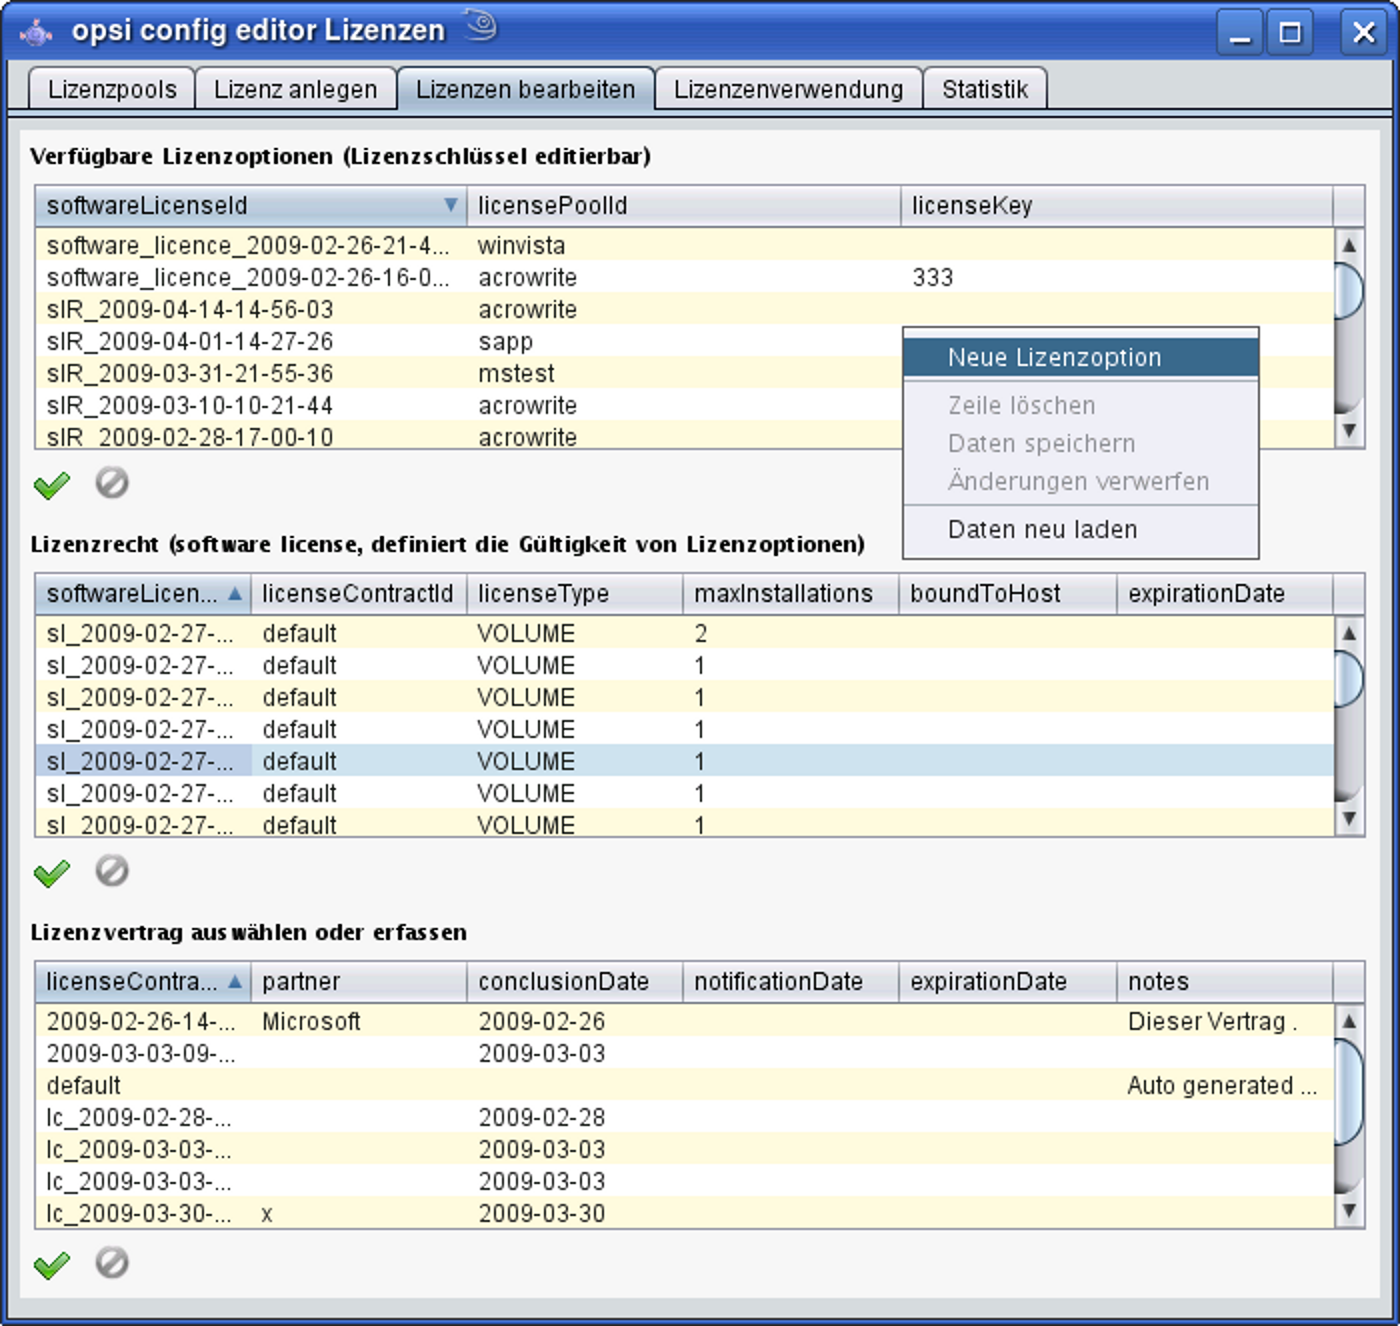 opsi config editor Lizenzen
Lizenzpools Lizenz anlegen Lizenzen bearbeiten Lizenzenverwendung Statistik
Verfügbare Lizenzoptionen (Lizenzschlüssel editierbar)
softwareLicenseId licensePoolId licenseKey
software_licence_2009-02-26-21-4... winvista
software_licence_2009-02-26-16-0... acrowrite 333
slR_2009-04-14-14-56-03 acrowrite
slR_2009-04-01-14-27-26 sapp
slR_2009-03-31-21-55-36 mstest
slR_2009-03-10-10-21-44 acrowrite
slR_2009-02-28-17-00-10 acrowrite
Neue Lizenzoption
Zeile löschen
Daten speichern
Änderungen verwerfen
Daten neu laden
Lizenzrecht (software license, definiert die Gültigkeit von Lizenzoptionen)
softwareLicen... licenseContractId licenseType maxInstallations boundToHost expirationDate
sl_2009-02-27-... default VOLUME 2
sl_2009-02-27-... default VOLUME 1
sl_2009-02-27-... default VOLUME 1
sl_2009-02-27-... default VOLUME 1
sl_2009-02-27-... default VOLUME 1
sl_2009-02-27-... default VOLUME 1
sl_2009-02-27-... default VOLUME 1
Lizenzvertrag auswählen oder erfassen
licenseContra... partner conclusionDate notificationDate expirationDate notes
2009-02-26-14-... Microsoft 2009-02-26 Dieser Vertrag .
2009-03-03-09-... 2009-03-03
default Auto generated ...
lc_2009-02-28-... 2009-02-28
lc_2009-03-03-... 2009-03-03
lc_2009-03-03-... 2009-03-03
lc_2009-03-30-... x 2009-03-30